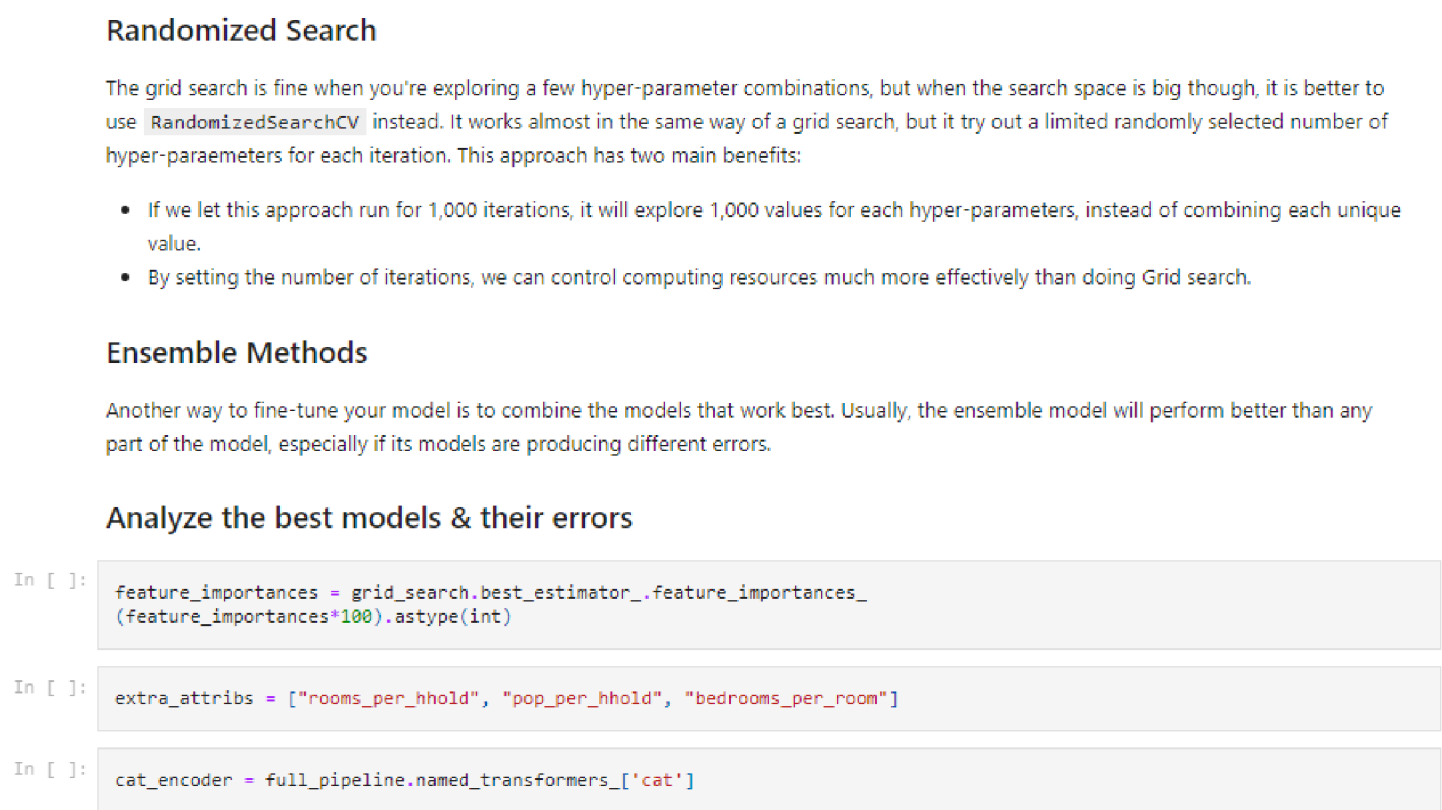 Randomized Search
The grid search is fine when you're exploring a few hyper-parameter combinations, but when the search space is big though, it is better to
use RandomizedSearchCV instead. It works almost in the same way of a grid search, but it try out a limited randomly selected number of
hyper-paraemeters for each iteration. This approach has two main benefits:
• If we let this approach run for 1,000 iterations, it will explore 1,000 values for each hyper-parameters, instead of combining each unique
value.
• By setting the number of iterations, we can control computing resources much more effectively than doing Grid search.
Ensemble Methods
Another way to fine-tune your model is to combine the models that work best. Usually, the ensemble model will perform better than any
part of the model, especially if its models are producing different errors.
Analyze the best models & their errors
In [ ]: feature_importances = grid_search.best_estimator_.feature_importances_
(feature_importances*100).astype(int)
In [ ]: extra_attribs = ["rooms_per_hhold", "pop_per_hhold", "bedrooms_per_room"]
In [ ]: cat_encoder = full_pipeline.named_transformers_['cat']